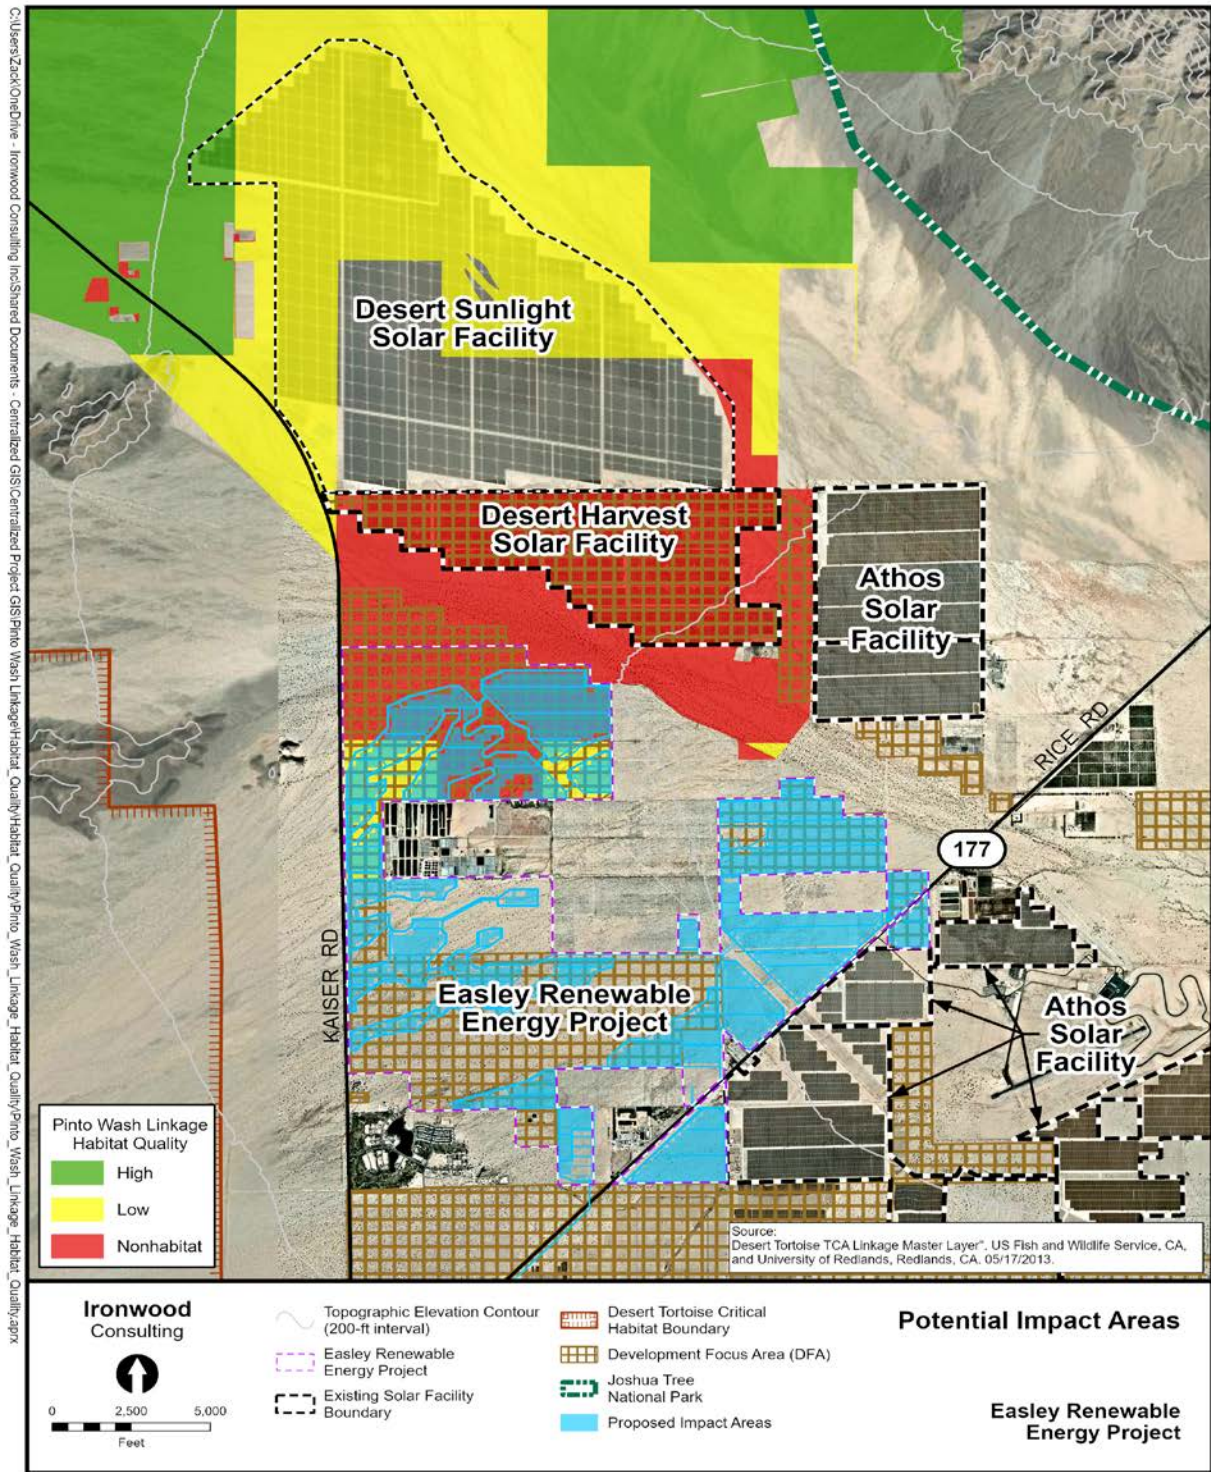 C:\Users\Zack\OneDrive - Ironwood Consulting Inc\Shared Documents - Centralized GIS\Centralized Project GIS\Pinto Wash Linkage\Habitat_Quality\Habitat_Quality\Pinto_Wash_Linkage_Habitat_Quality\Pinto_Wash_Linkage_Habitat_Quality.aprx
Desert Sunlight
Solar Facility
Desert Harvest
Solar Facility
Athos
Solar
Facility
RICE RD
177
KAISER RD
Easley Renewable
Energy Project
Athos
Solar
Facility
Pinto Wash Linkage
Habitat Quality
High
Low
Nonhabitat
Source:
Desert Tortoise TCA Linkage Master Layer". US Fish and Wildlife Service, CA,
and University of Redlands, Redlands, CA. 05/17/2013.
Ironwood
Consulting
0 2,500 5,000
Feet
Topographic Elevation Contour
(200-ft interval)
Easley Renewable
Energy Project
Existing Solar Facility
Boundary
Desert Tortoise Critical
Habitat Boundary
Development Focus Area (DFA)
Joshua Tree
National Park
Proposed Impact Areas
Potential Impact Areas
Easley Renewable
Energy Project